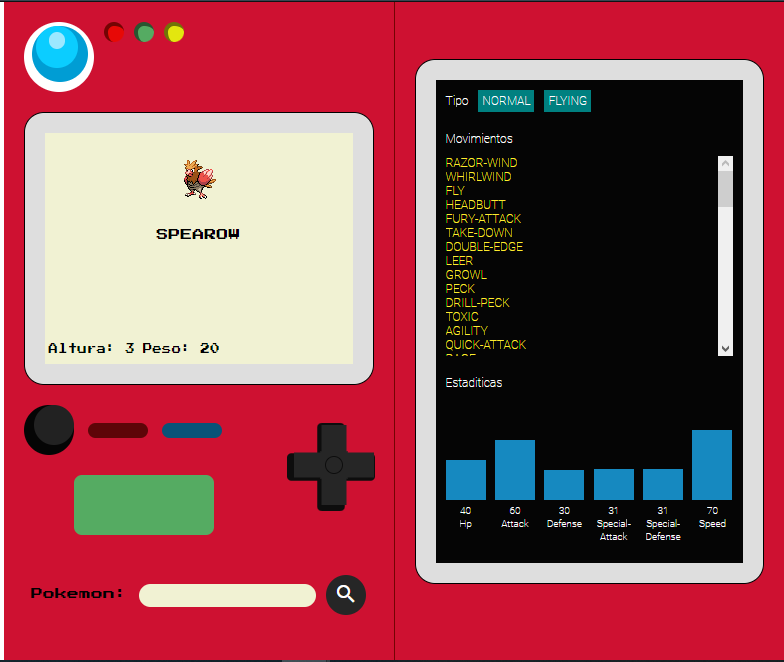 SPEAROW
Altura: 3 Peso: 20
Pokemon:
Tipo NORMAL FLYING
Movimientos
RAZOR-WIND
WHIRLWIND
FLY
HEADBUTT
FURY-ATTACK
TAKE-DOWN
DOUBLE-EDGE
LEER
GROWL
PECK
DRILL-PECK
TOXIC
AGILITY
QUICK-ATTACK
Estaditicas
40 60 30 31 31 70
Hp Attack Defense Special- Special- Speed
Attack Defense